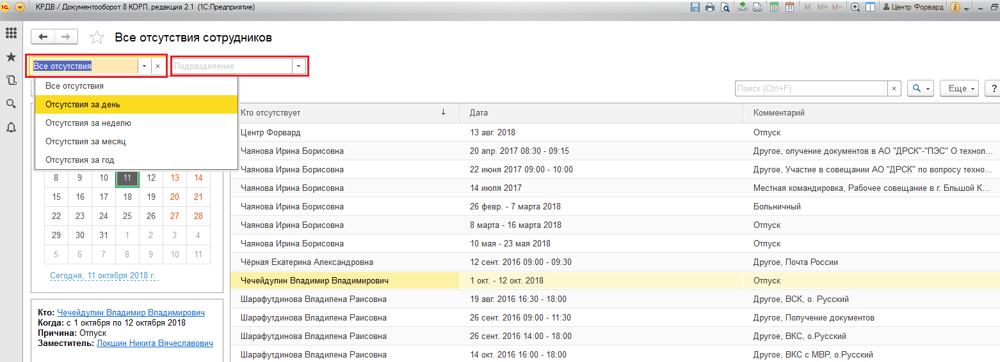 КРДВ / Документооборот 8 КОРП, редакция 2.1 (1С:Предприятие)
31
M M+ M-
Центр Форвард
Все отсутствия сотрудников
Все отсутствия
Подразделение
Все отсутствия
Отсутствия за день
Отсутствия за неделю
Отсутствия за месяц
Отсутствия за год
Поиск (Ctrl+F)
Еще
?
Кто отсутствует Дата Комментарий
Центр Форвард 13 авг. 2018 Отпуск
Чаянова Ирина Борисовна 20 апр. 2017 08:30 - 09:15 Другое, олучение документов в АО "ДРСК"-"ПЭС" О технол...
Чаянова Ирина Борисовна 22 июня 2017 09:00 - 10:00 Другое, Участие в совещании АО "ДРСК" по вопросу техно...
Чаянова Ирина Борисовна 14 июля 2017 Местная командировка, Рабочее совещание в г. Бльшой К...
Чаянова Ирина Борисовна 26 февр. - 7 марта 2018 Больничный
Чаянова Ирина Борисовна 8 марта - 16 марта 2018 Отпуск
Чаянова Ирина Борисовна 10 мая - 23 мая 2018 Отпуск
Чёрная Екатерина Александровна 12 сент. 2016 09:00 - 09:30 Другое, Почта России
Чечейдулин Владимир Владимирович 1 окт. - 12 окт. 2018 Отпуск
Шарафутдинова Владилена Раисовна 19 авг. 2016 16:30 - 18:00 Другое, ВСК, о. Русский
Шарафутдинова Владилена Раисовна 26 сент. 2016 09:00 - 11:30 Другое, Получение документов
Шарафутдинова Владилена Раисовна 26 сент. 2016 14:00 - 18:00 Другое, ВКС, о.Русский
Шарафутдинова Владилена Раисовна 14 окт. 2016 16:00 - 18:00 Другое, ВКС с МВР, о.Русский
8 9 10 11 12 13 14
15 16 17 18 19 20 21
22 23 24 25 26 27 28
29 30 31 1 2 3 4
5 6 7 8 9 10 11
Сегодня, 11 октября 2018 г.
Кто: Чечейдулин Владимир Владимирович
Когда: с 1 октября по 12 октября 2018
Причина: Отпуск
Заместитель: Локшин Никита Вячеславович